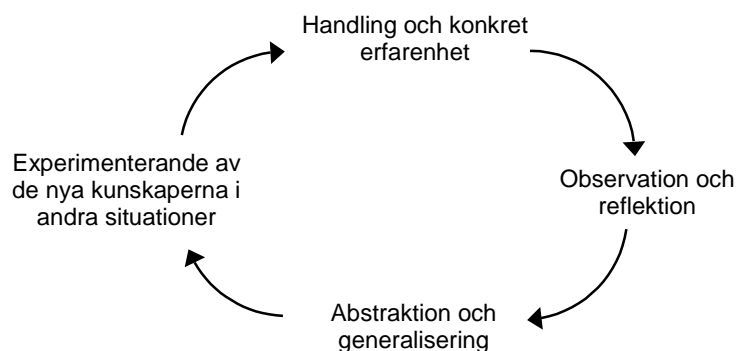 Handling och konkret
erfarenhet
Experimenterande av
de nya kunskaperna i
andra situationer
Observation och
reflektion
Abstraktion och
generalisering